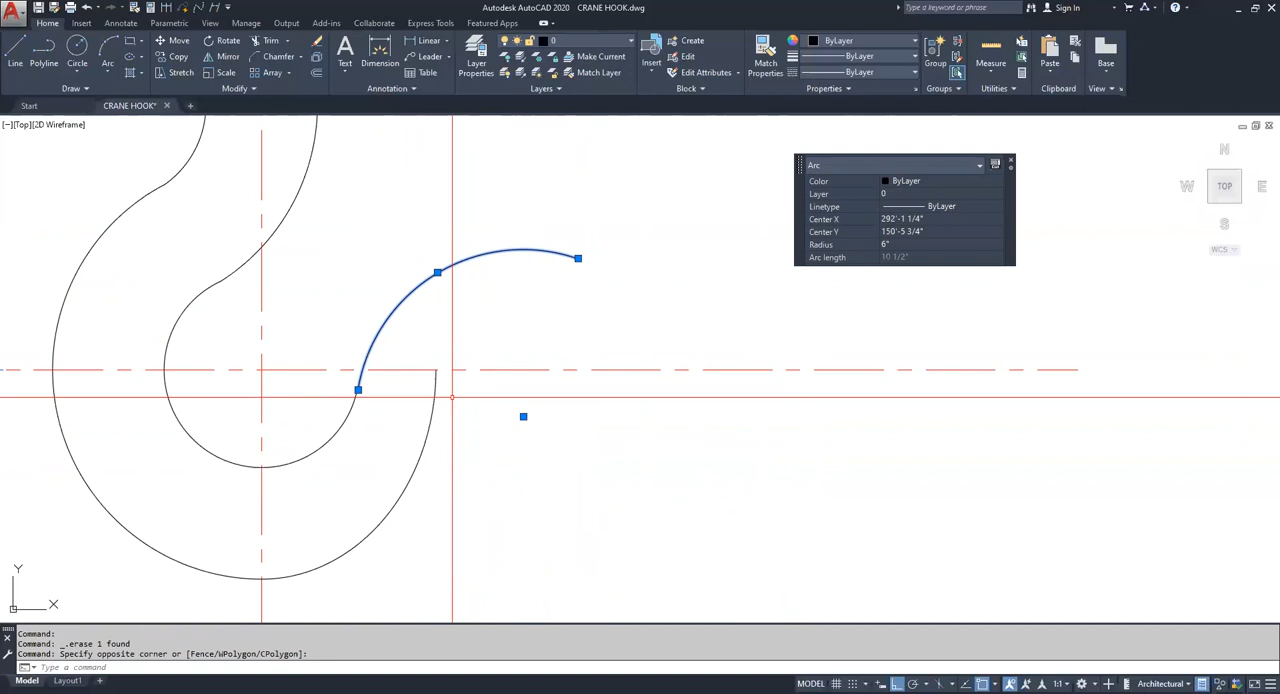 Autodesk AutoCAD 2020 CRANE HOOK.dwg
Type a keyword or phrase
Sign In
Home Insert Annotate Parametric View Manage Output Add-ins Collaborate Express Tools Featured Apps
Line Polyline Circle Arc
Move Rotate Trim
Copy Mirror Chamfer
Stretch Scale Array
Text Dimension
Linear
Leader
Table
Layer Properties
0
Make Current
Match Layer
Insert
Create
Edit
Edit Attributes
Match Properties
ByLayer
ByLayer
ByLayer
Group
Measure
Paste
Base
Draw Modify Annotation Layers Block Properties Groups Utilities Clipboard View
Start CRANE HOOK*
[−][Top][2D Wireframe]
Arc
Color ByLayer
Layer 0
Linetype ByLayer
Center X 292'-1 1/4"
Center Y 150'-5 3/4"
Radius 6"
Arc length 10 1/2"
N
W TOP E
S
WCS
Y
X
Command:
Command: _.erase 1 found
Command: Specify opposite corner or [Fence/WPolygon/CPolygon]:
Type a command
Model Layout1 +
MODEL 1:1 Architectural